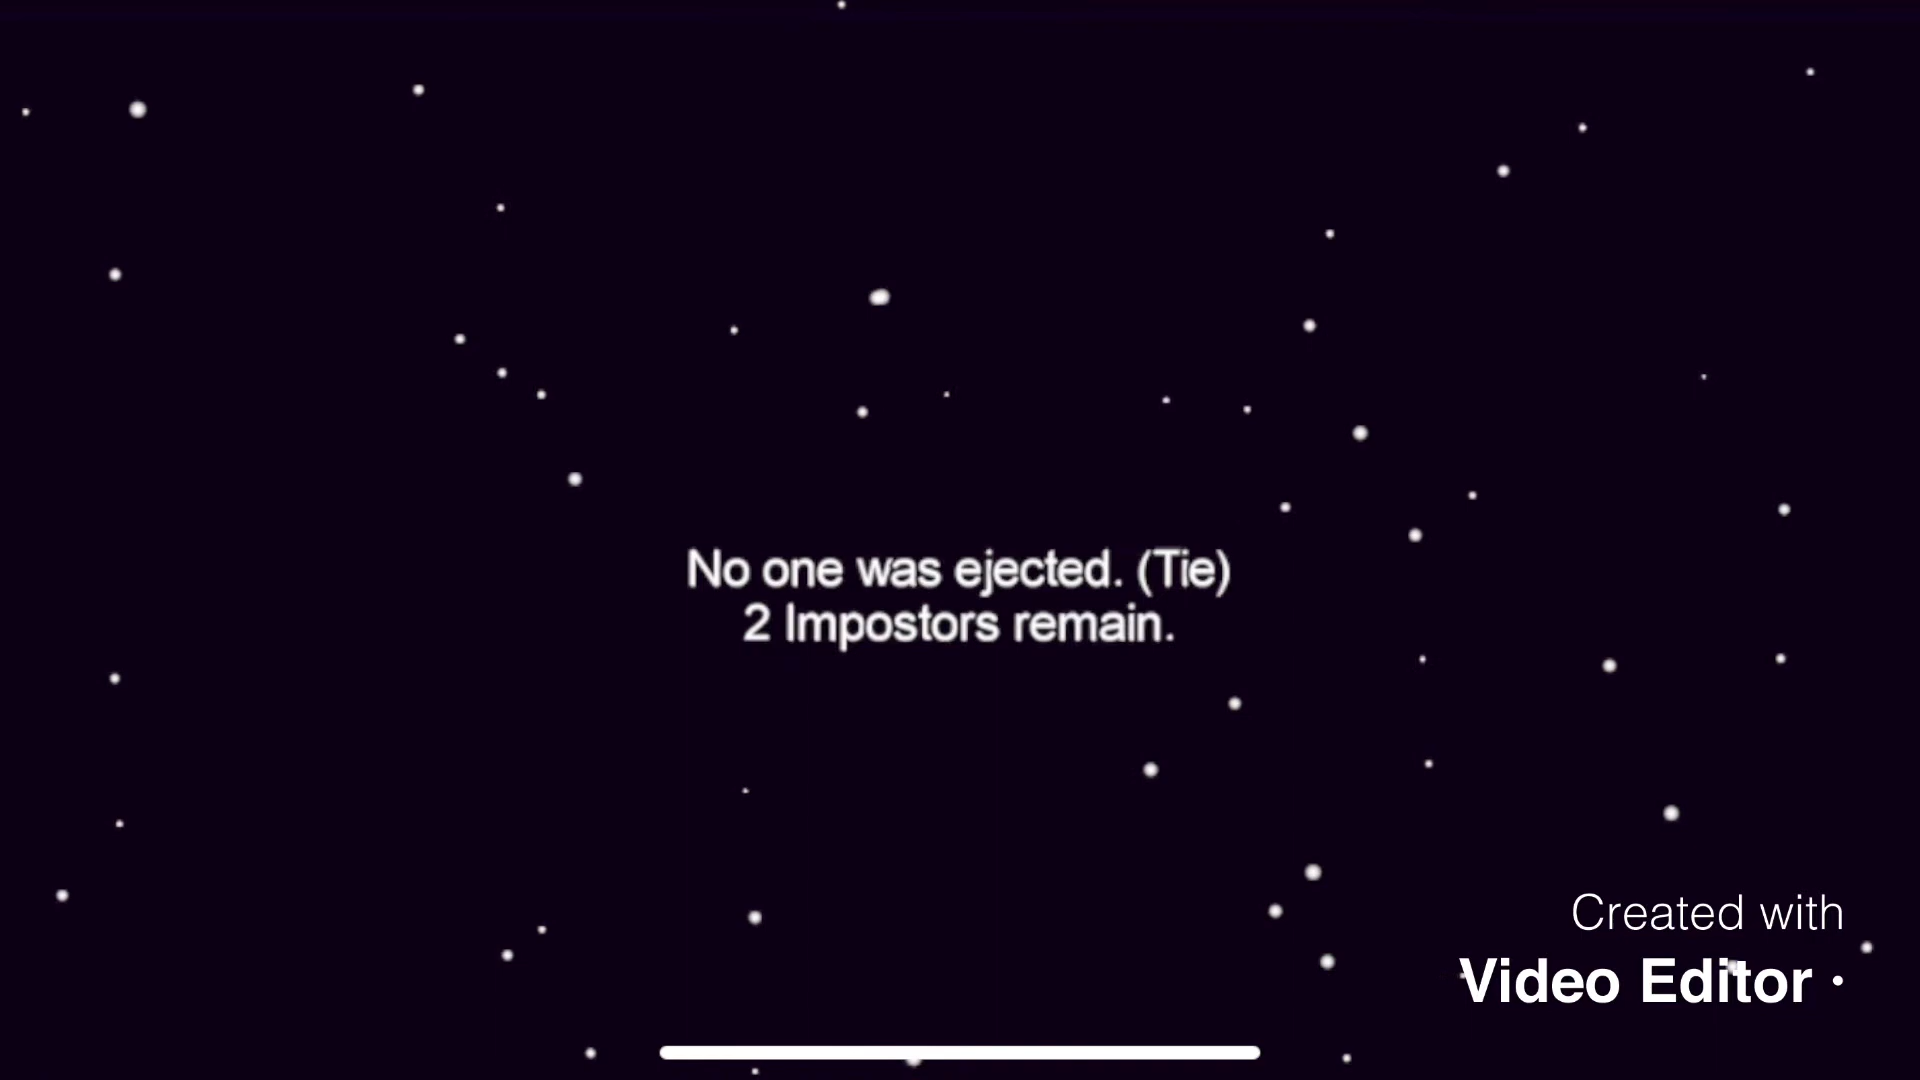 No one was ejected. (Tie)
2 Impostors remain.
Created with
Video Editor ·